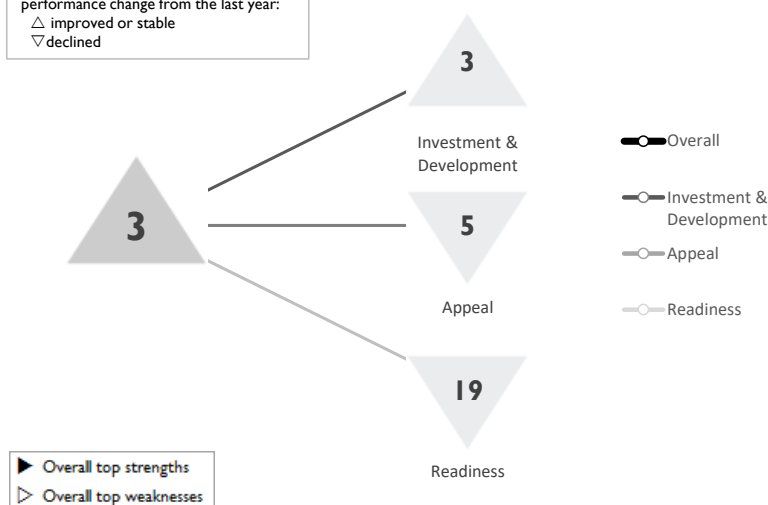 performance change from the last year:
△ improved or stable
▽ declined
3
3
Investment &
Development
5
Appeal
19
Readiness
Overall
Investment &
Development
Appeal
Readiness
▶ Overall top strengths
▷ Overall top weaknesses